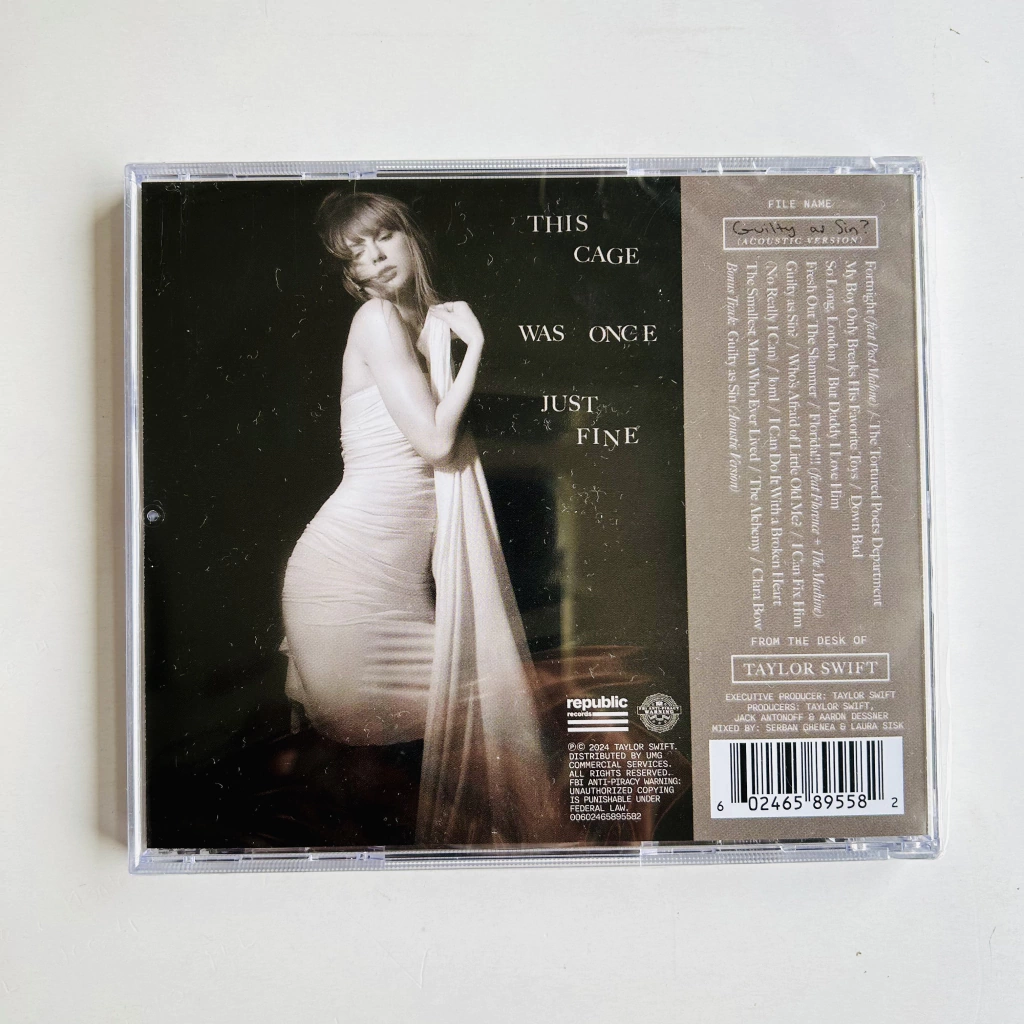 THIS
CAGE
WAS ONCE
JUST
FINE
republic
records
FBI ANTI-PIRACY
WARNING
℗© 2024 TAYLOR SWIFT.
DISTRIBUTED BY UMG
COMMERCIAL SERVICES.
ALL RIGHTS RESERVED.
FBI ANTI-PIRACY WARNING:
UNAUTHORIZED COPYING
IS PUNISHABLE UNDER
FEDERAL LAW.
00602465895582
FILE NAME
Guilty as Sin?
(ACOUSTIC VERSION)
Fortnight (feat Post Malone) / The Tortured Poets Department
My Boy Only Breaks His Favorite Toys / Down Bad
So Long, London / But Daddy I Love Him
Fresh Out The Slammer / Florida!!! (feat Florence + The Machine)
Guilty as Sin? / Who's Afraid of Little Old Me? / I Can Fix Him
(No Really I Can) / loml / I Can Do It With a Broken Heart
The Smallest Man Who Ever Lived / The Alchemy / Clara Bow
Bonus Track: Guilty as Sin (Acoustic Version)
FROM THE DESK OF
TAYLOR SWIFT
EXECUTIVE PRODUCER: TAYLOR SWIFT
PRODUCERS: TAYLOR SWIFT,
JACK ANTONOFF & AARON DESSNER
MIXED BY: SERBAN GHENEA & LAURA SISK
6 02465 89558 2